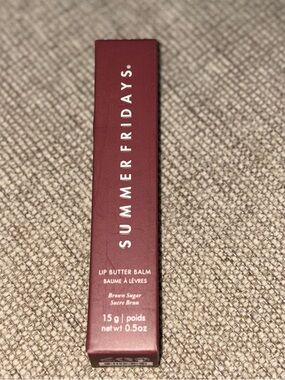 SUMMER FRIDAYS®
LIP BUTTER BALM
BAUME À LÈVRES
Brown Sugar
Sucre Brun
15 g | poids
net wt 0.5oz